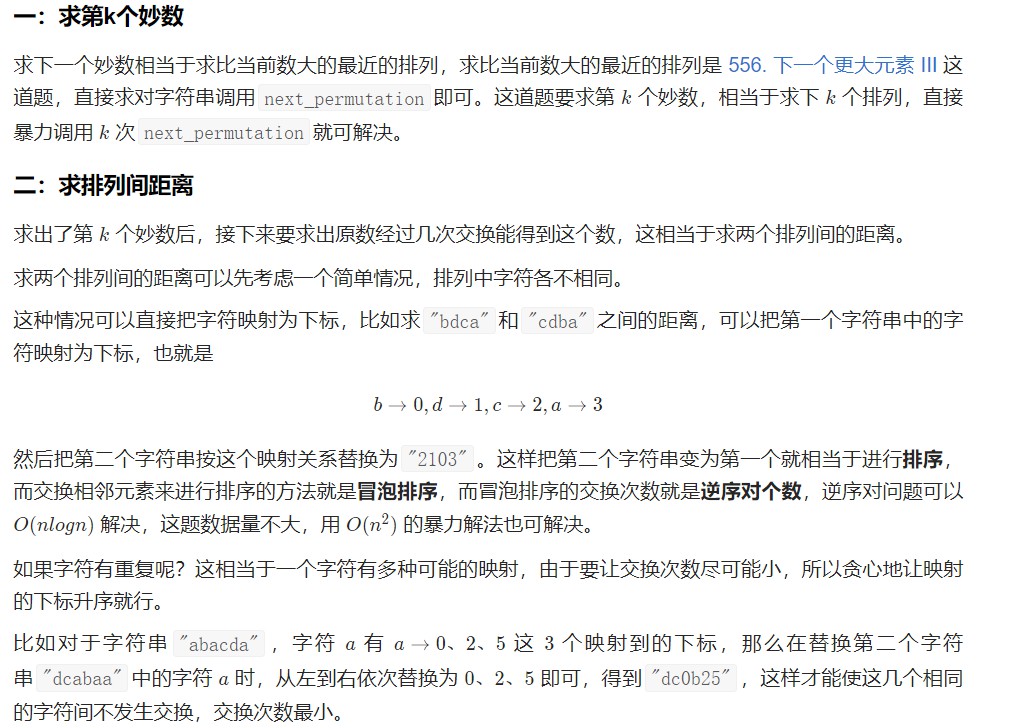 一：求第k个妙数
求下一个妙数相当于求比当前数大的最近的排列，求比当前数大的最近的排列是 556. 下一个更大元素 III 这
道题，直接求对字符串调用 next_permutation 即可。这道题要求第 k 个妙数，相当于求下 k 个排列，直接
暴力调用 k 次 next_permutation 就可解决。
二：求排列间距离
求出了第 k 个妙数后，接下来要求出原数经过几次交换能得到这个数，这相当于求两个排列间的距离。
求两个排列间的距离可以先考虑一个简单情况，排列中字符各不相同。
这种情况可以直接把字符映射为下标，比如求 "bdca" 和 "cdba" 之间的距离，可以把第一个字符串中的字
符映射为下标，也就是
b → 0, d → 1, c → 2, a → 3
然后把第二个字符串按这个映射关系替换为 "2103" 。这样把第二个字符串变为第一个就相当于进行排序，
而交换相邻元素来进行排序的方法就是冒泡排序，而冒泡排序的交换次数就是逆序对个数，逆序对问题可以
O(nlogn) 解决，这题数据量不大，用 O(n²) 的暴力解法也可解决。
如果字符有重复呢？这相当于一个字符有多种可能的映射，由于要让交换次数尽可能小，所以贪心地让映射
的下标升序就行。
比如对于字符串 "abacda" ，字符 a 有 a → 0、2、5 这 3 个映射到的下标，那么在替换第二个字符
串 "dcabaa" 中的字符 a 时，从左到右依次替换为 0、2、5 即可，得到 "dc0b25" ，这样才能使这几个相同
的字符间不发生交换，交换次数最小。